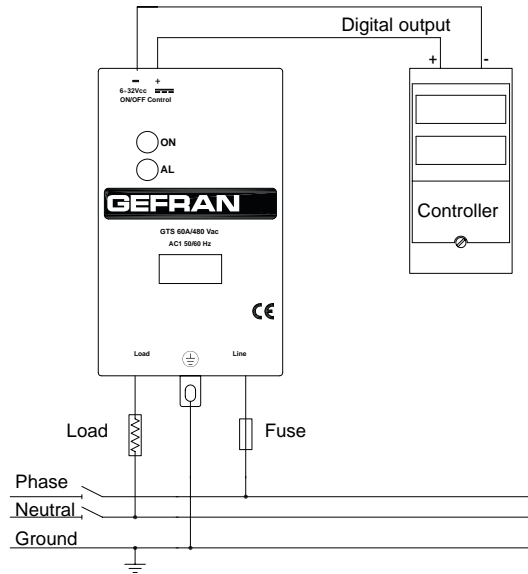 Digital output
+ -
- +
6-32Vcc
ON/OFF Control
ON
AL
GEFRAN
GTS 60A/480 Vac
AC1 50/60 Hz
Controller
CE
Load Line
Load Fuse
Phase
Neutral
Ground